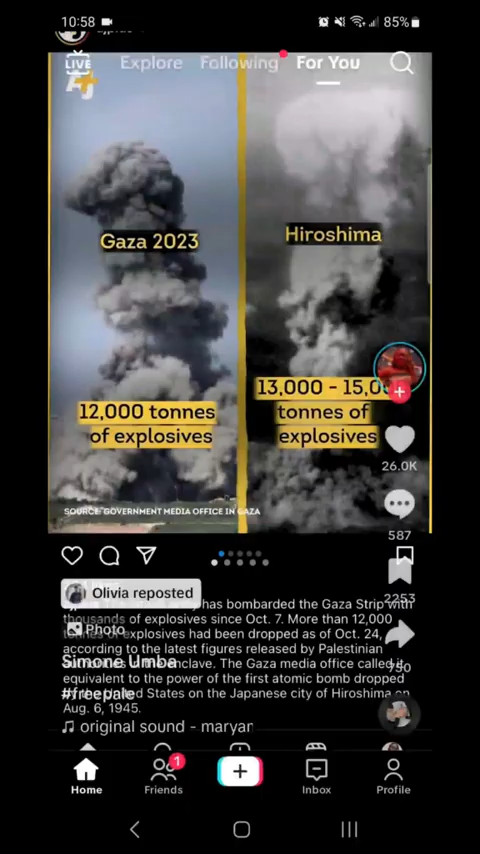 10:58
85%
LIVE
Explore
Following
For You
Gaza 2023
Hiroshima
12,000 tonnes
of explosives
13,000 - 15,0
tonnes of
explosives
SOURCE: GOVERNMENT MEDIA OFFICE IN GAZA
26.0K
587
Olivia reposted
2253
has bombarded the Gaza Strip with
thousands of explosives since Oct. 7. More than 12,000
Photo
explosives had been dropped as of Oct. 24,
according to the latest figures released by Palestinian
Simone Umba
enclave. The Gaza media office called it
750
equivalent to the power of the first atomic bomb dropped
#freepale
United States on the Japanese city of Hiroshima on
Aug. 6, 1945.
original sound - maryan
1
Home
Friends
Inbox
Profile